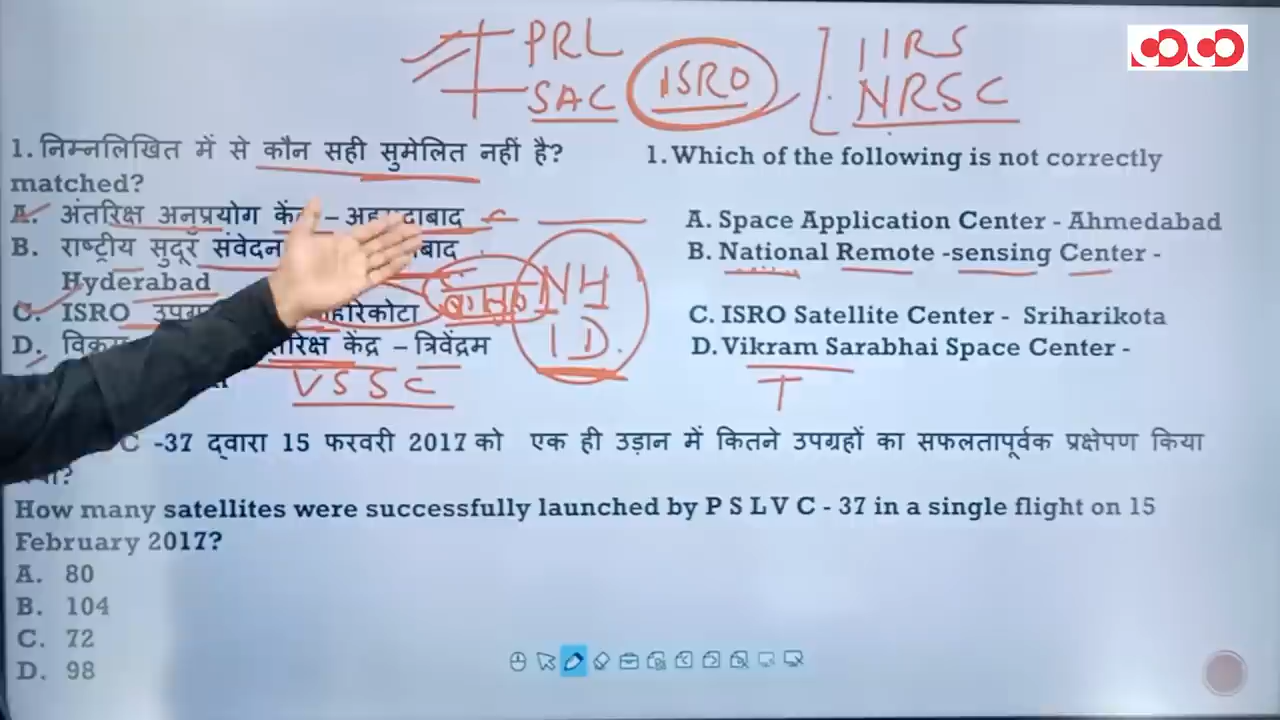 PRL
SAC
ISRO
IIRS
NRSC
1. निम्नलिखित में से कौन सही सुमेलित नहीं है? 1. Which of the following is not correctly
matched?
A. अंतरिक्ष अनुप्रयोग – अहमदाबाद A. Space Application Center - Ahmedabad
B. राष्ट्रीय सुदूर संवेदन B. National Remote -sensing Center -
Hyderabad
C. ISRO C. ISRO Satellite Center - Sriharikota
D. केंद्र – त्रिवेंद्रम D. Vikram Sarabhai Space Center -
NH
ID
VSSC
T
-37 द्वारा 15 फरवरी 2017 को एक ही उड़ान में कितने उपग्रहों का सफलतापूर्वक प्रक्षेपण किया
How many satellites were successfully launched by P S L V C - 37 in a single flight on 15
February 2017?
A. 80
B. 104
C. 72
D. 98